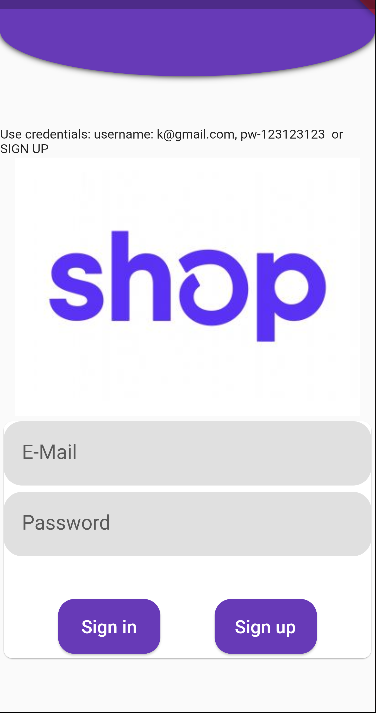 Use credentials: username: k@gmail.com, pw-123123123  or
SIGN UP
shop
E-Mail
Password
Sign in
Sign up